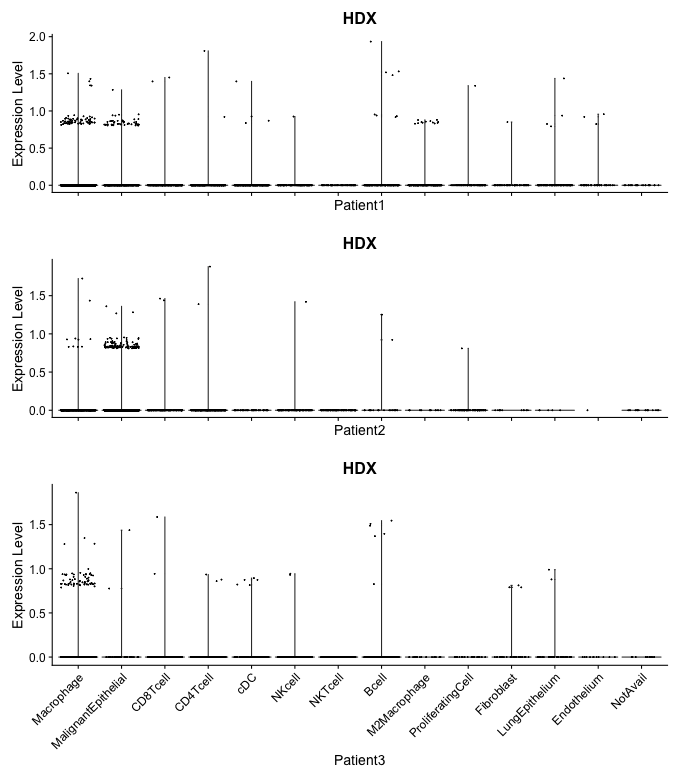 HDX
Expression Level
2.0
1.5
1.0
0.5
0.0
Patient1
HDX
Expression Level
1.5
1.0
0.5
0.0
Patient2
HDX
Expression Level
1.5
1.0
0.5
0.0
Macrophage
MalignantEpithelial
CD8Tcell
CD4Tcell
cDC
NKcell
NKTcell
Bcell
M2Macrophage
ProliferatingCell
Fibroblast
LungEpithelium
Endothelium
NotAvail
Patient3